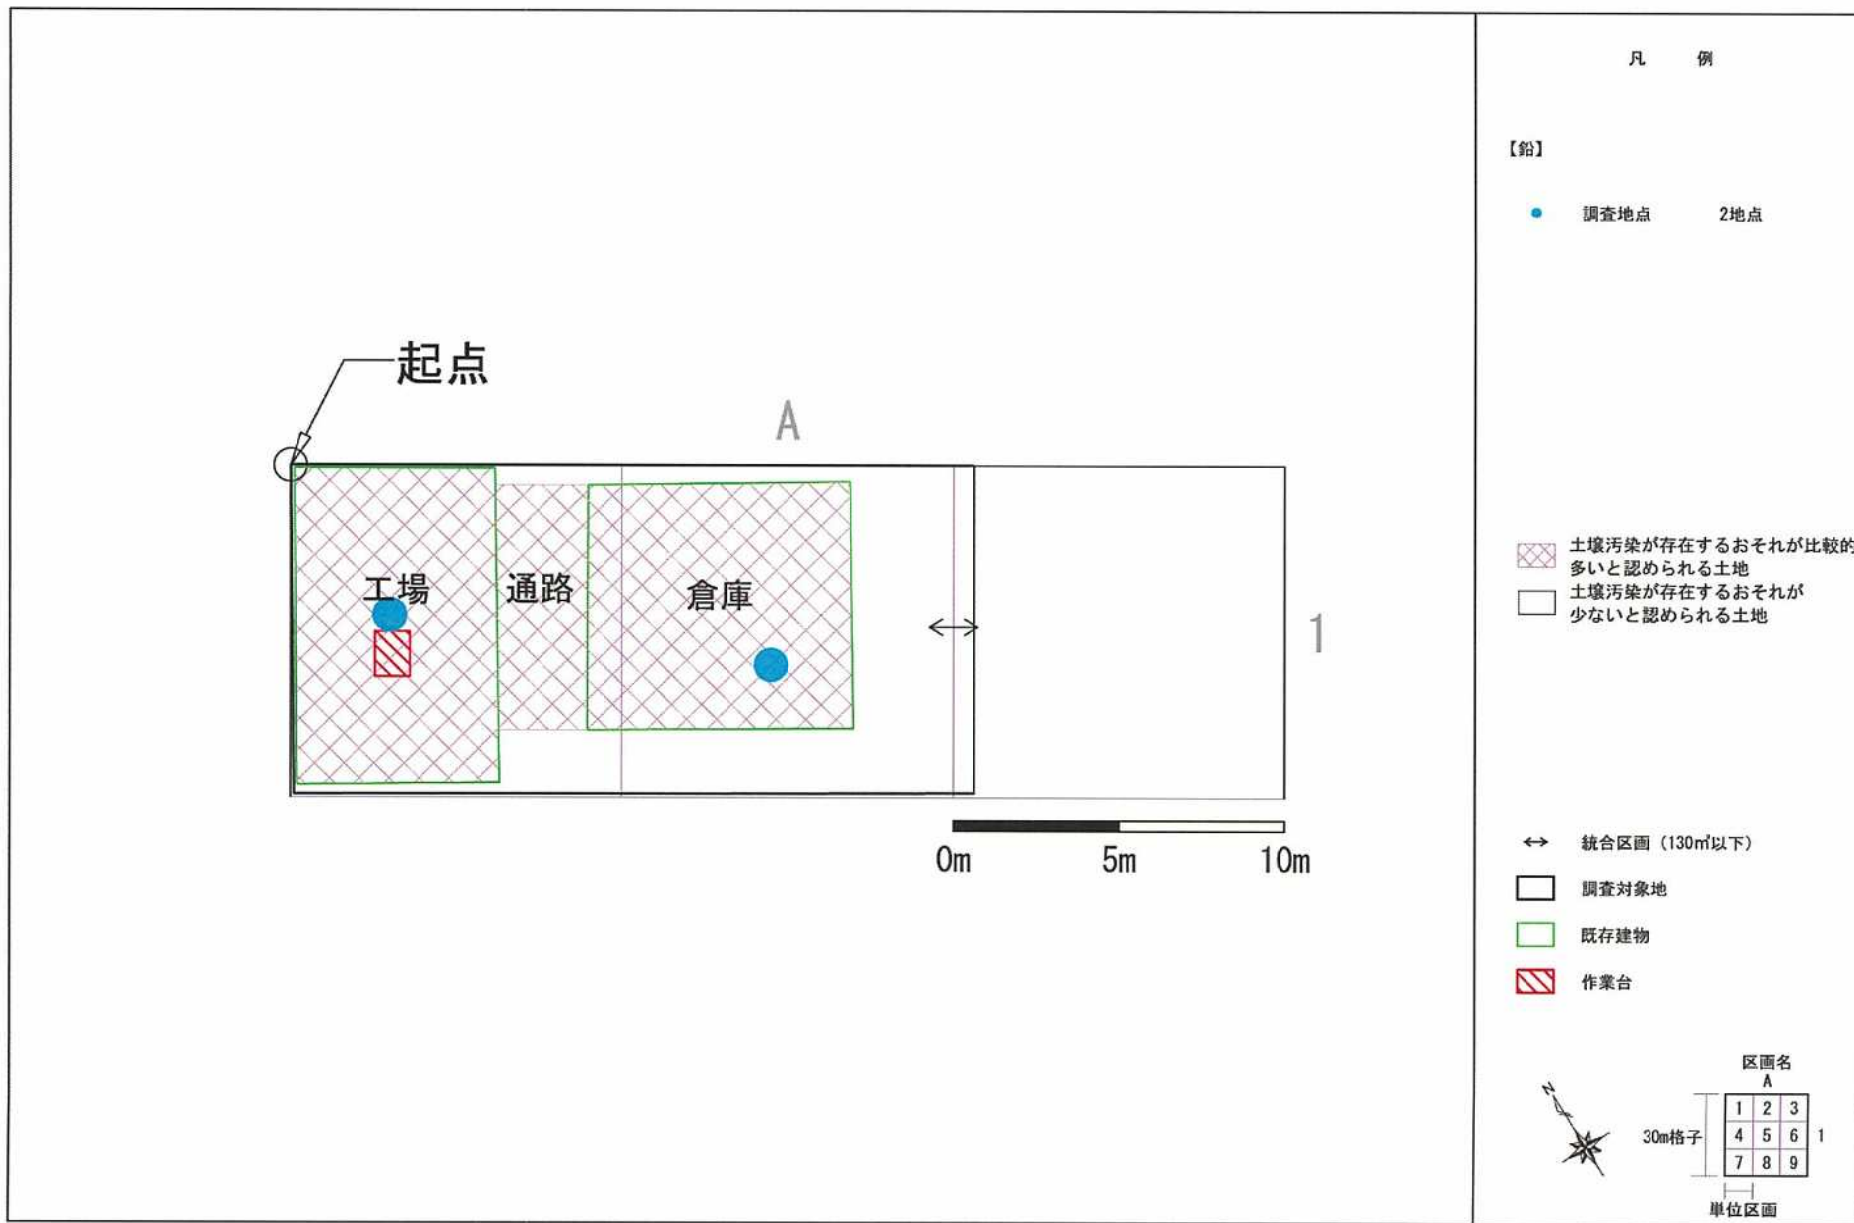 起点
A
工場
通路
倉庫
1
0m 5m 10m
凡 例
【鉛】
調査地点 2地点
土壌汚染が存在するおそれが比較的
多いと認められる土地
土壌汚染が存在するおそれが
少ないと認められる土地
統合区画（130㎡以下）
調査対象地
既存建物
作業台
N
区画名
A
30m格子
1 2 3
4 5 6
7 8 9
1
単位区画